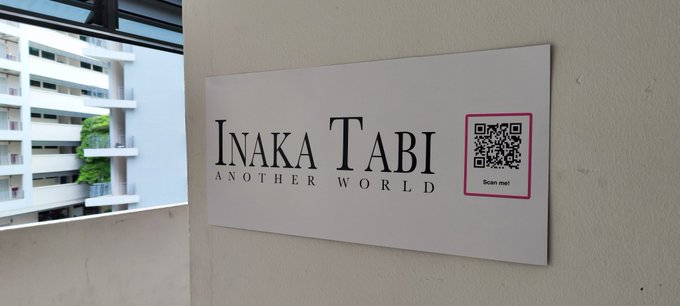 INAKA TABI
ANOTHER WORLD
Scan me!